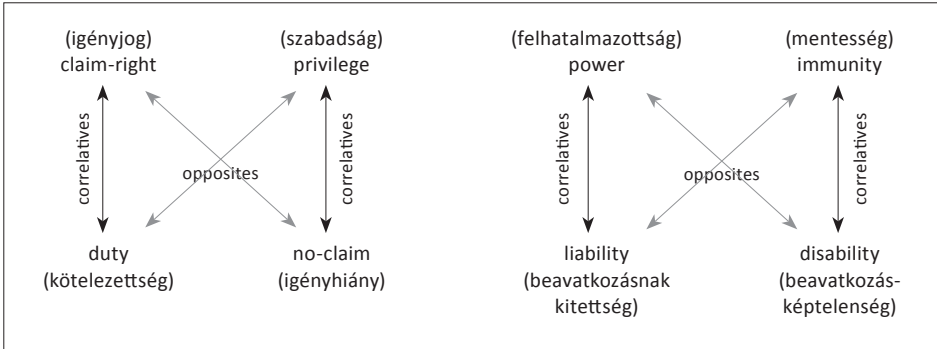 (igényjog)
claim-right
(szabadság)
privilege
correlatives
opposites
correlatives
duty
(kötelezettség)
no-claim
(igényhiány)
(felhatalmazottság)
power
(mentesség)
immunity
correlatives
opposites
correlatives
liability
(beavatkozásnak
kitettség)
disability
(beavatkozás-
képtelenség)